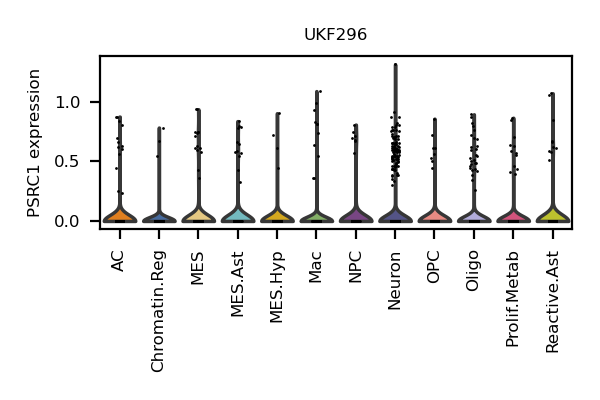 UKF296
PSRC1 expression
1.0
0.5
0.0
AC
Chromatin.Reg
MES
MES.Ast
MES.Hyp
Mac
NPC
Neuron
OPC
Oligo
Prolif.Metab
Reactive.Ast